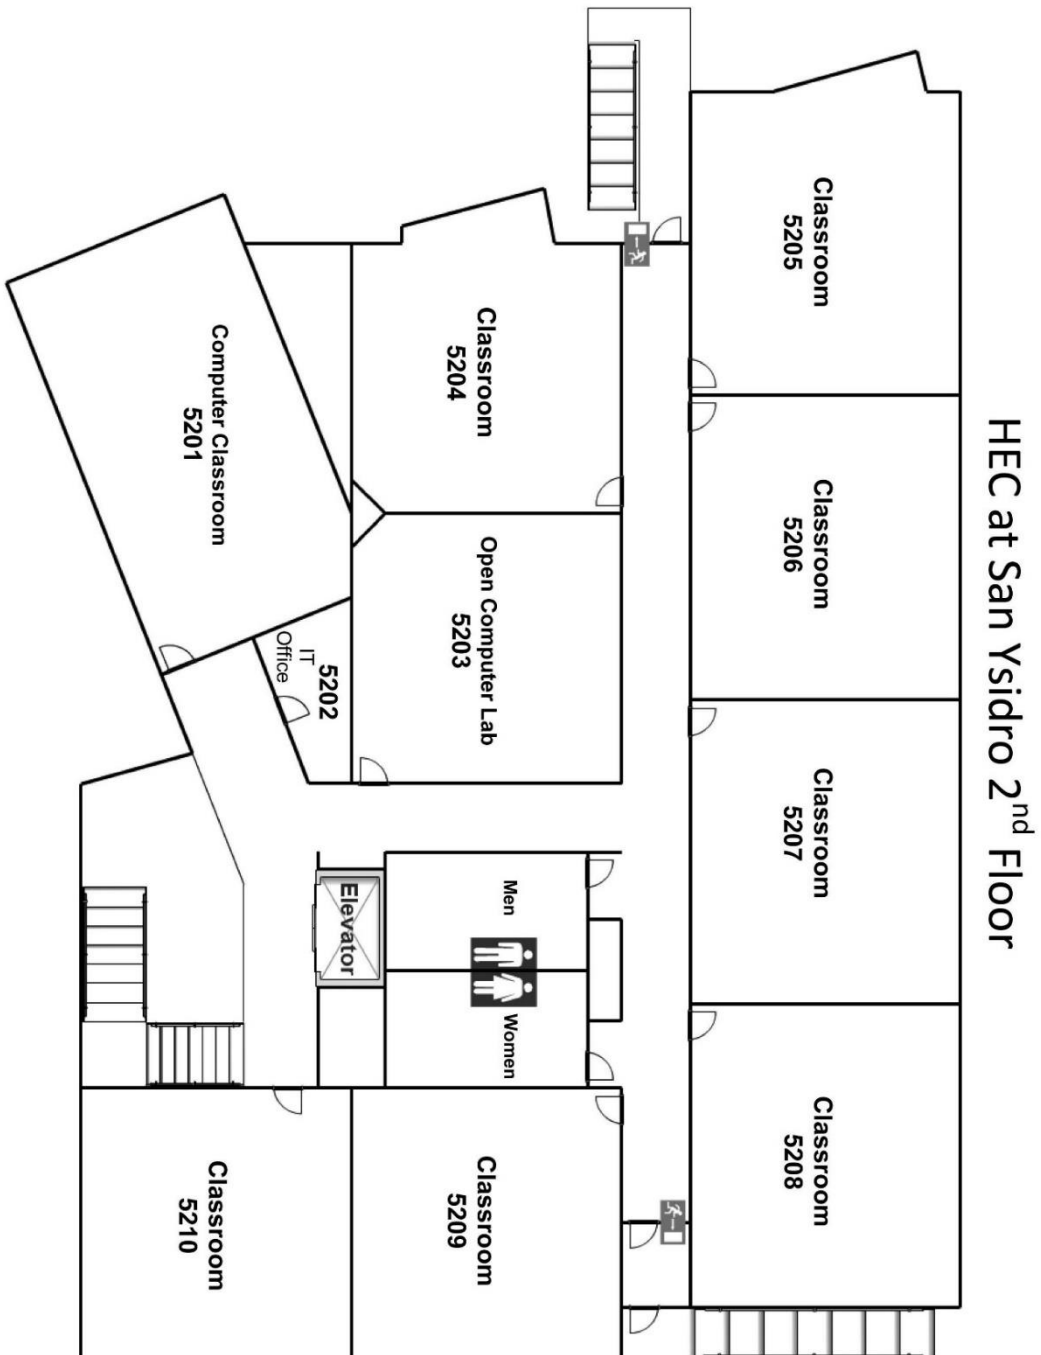 HEC at San Ysidro 2nd Floor
Classroom
5205
Classroom
5206
Classroom
5207
Classroom
5208
Classroom
5204
Open Computer Lab
5203
Men
Women
Classroom
5209
5202
IT
Office
Elevator
Computer Classroom
5201
Classroom
5210